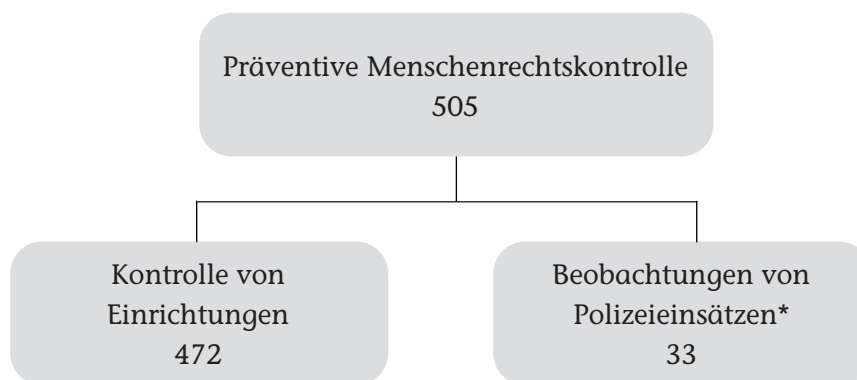 Präventive Menschenrechtskontrolle
505
Kontrolle von
Einrichtungen
472
Beobachtungen von
Polizeieinsätzen*
33